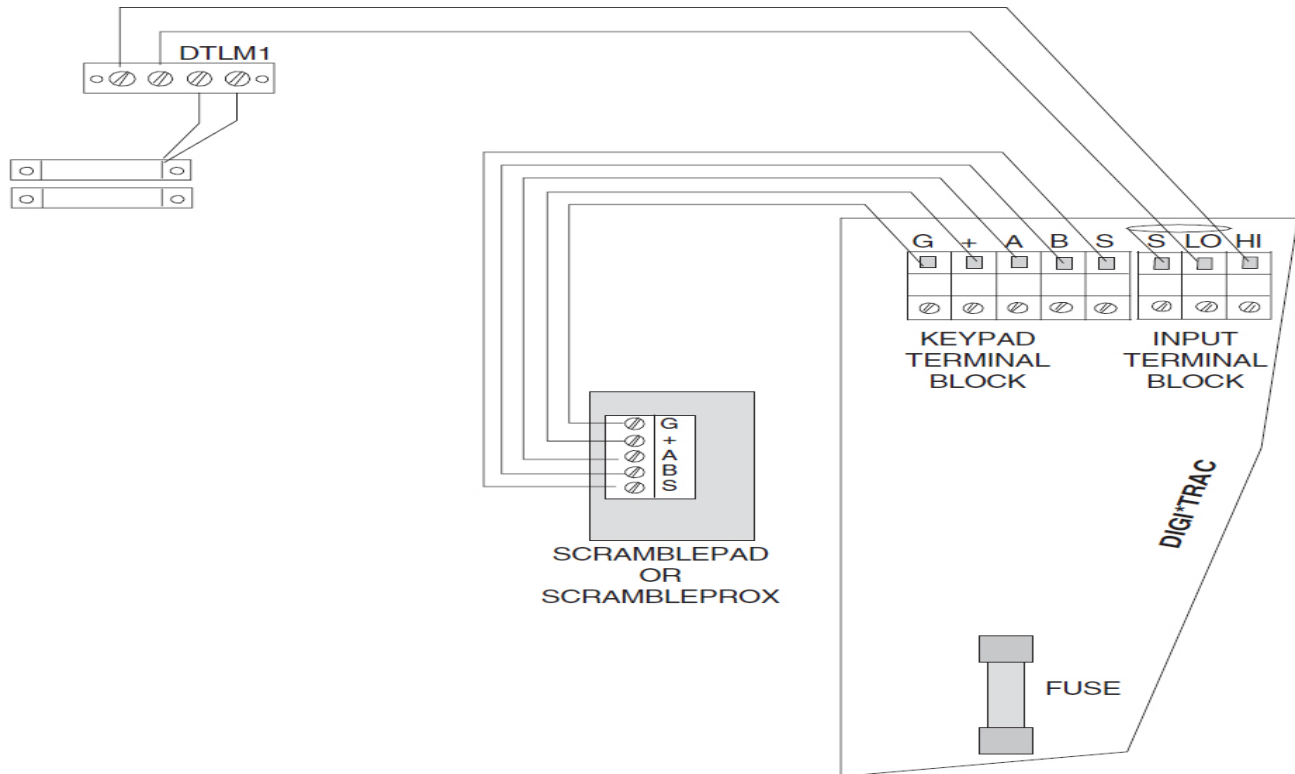 DTLM1
G + A B S
S LO HI
KEYPAD
TERMINAL
BLOCK
INPUT
TERMINAL
BLOCK
G
+
A
B
S
SCRAMBLEPAD
OR
SCRAMBLEPROX
DIGI*TRAC
FUSE